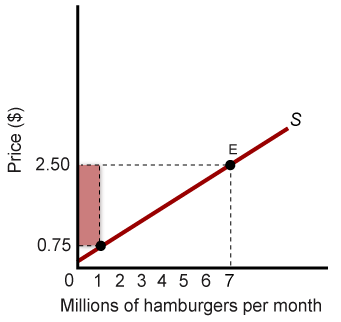 Price ($)
S
E
2.50
0.75
0 1 2 3 4 5 6 7
Millions of hamburgers per month